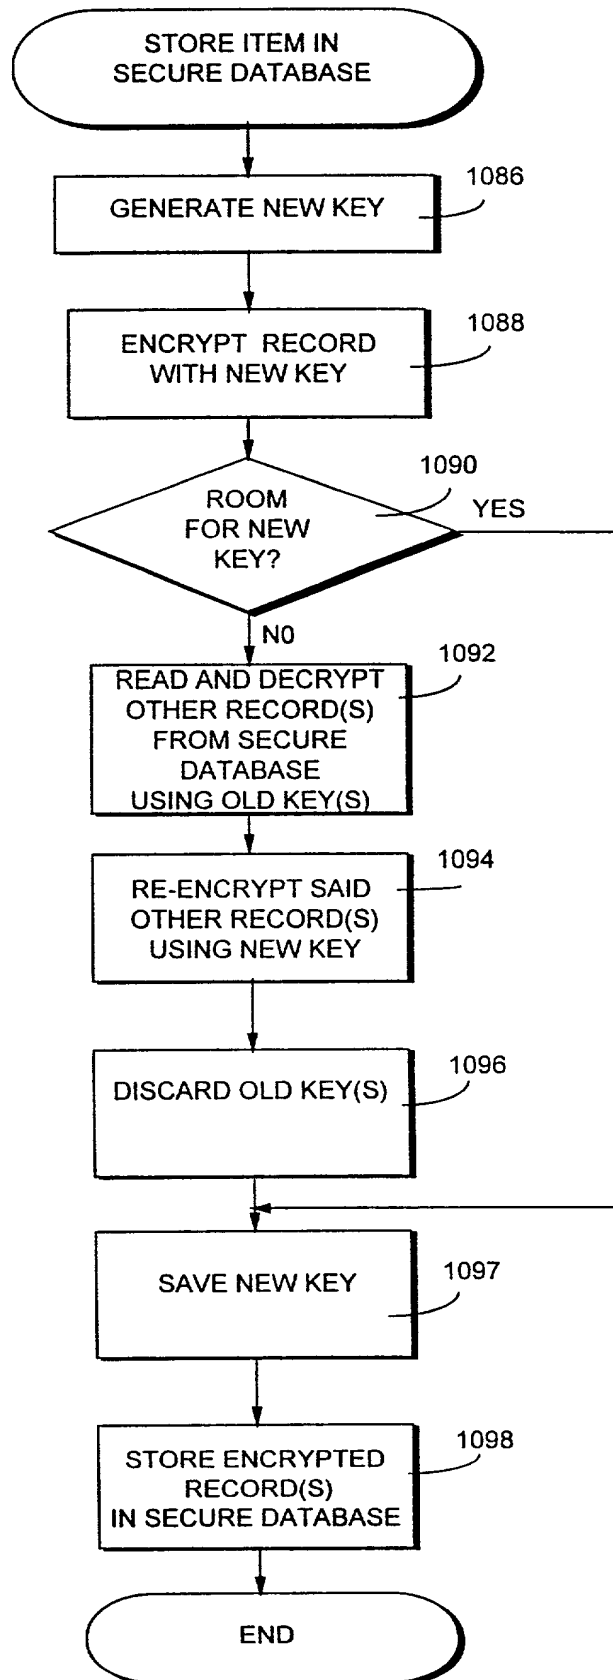 STORE ITEM IN
SECURE DATABASE
1086
GENERATE NEW KEY
1088
ENCRYPT RECORD
WITH NEW KEY
1090
ROOM
FOR NEW
KEY?
YES
N0
1092
READ AND DECRYPT
OTHER RECORD(S)
FROM SECURE
DATABASE
USING OLD KEY(S)
1094
RE-ENCRYPT SAID
OTHER RECORD(S)
USING NEW KEY
1096
DISCARD OLD KEY(S)
SAVE NEW KEY
1097
1098
STORE ENCRYPTED
RECORD(S)
IN SECURE DATABASE
END